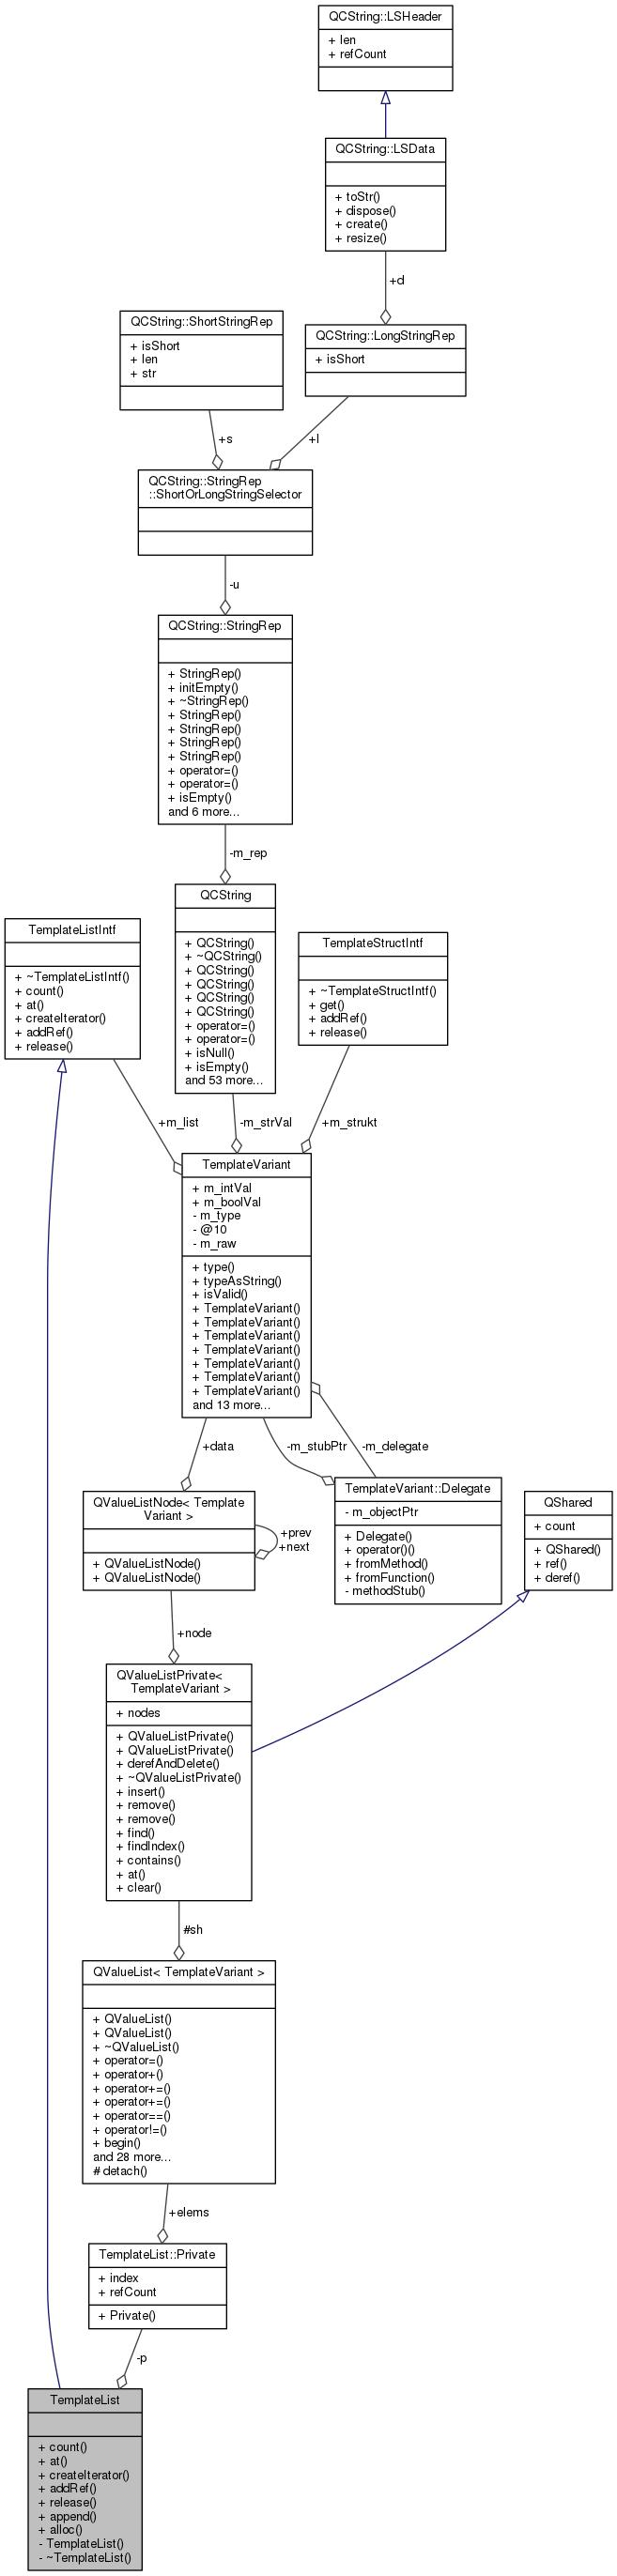 QCString::LSHeader
+ len
+ refCount
QCString::LSData
+ toStr()
+ dispose()
+ create()
+ resize()
+d
QCString::ShortStringRep
+ isShort
+ len
+ str
QCString::LongStringRep
+ isShort
+s
+l
QCString::StringRep
::ShortOrLongStringSelector
-u
QCString::StringRep
+ StringRep()
+ initEmpty()
+ ~StringRep()
+ StringRep()
+ StringRep()
+ StringRep()
+ StringRep()
+ operator=()
+ operator=()
+ isEmpty()
and 6 more...
-m_rep
QCString
+ QCString()
+ ~QCString()
+ QCString()
+ QCString()
+ QCString()
+ QCString()
+ operator=()
+ operator=()
+ isNull()
+ isEmpty()
and 53 more...
TemplateListIntf
+ ~TemplateListIntf()
+ count()
+ at()
+ createIterator()
+ addRef()
+ release()
TemplateStructIntf
+ ~TemplateStructIntf()
+ get()
+ addRef()
+ release()
+m_list
-m_strVal
+m_strukt
TemplateVariant
+ m_intVal
+ m_boolVal
- m_type
- @10
- m_raw
+ type()
+ typeAsString()
+ isValid()
+ TemplateVariant()
+ TemplateVariant()
+ TemplateVariant()
+ TemplateVariant()
+ TemplateVariant()
+ TemplateVariant()
+ TemplateVariant()
and 13 more...
+data
-m_stubPtr
-m_delegate
QValueListNode< Template
Variant >
+ QValueListNode()
+ QValueListNode()
+prev
+next
TemplateVariant::Delegate
- m_objectPtr
+ Delegate()
+ operator()()
+ fromMethod()
+ fromFunction()
- methodStub()
QShared
+ count
+ QShared()
+ ref()
+ deref()
+node
QValueListPrivate<
TemplateVariant >
+ nodes
+ QValueListPrivate()
+ QValueListPrivate()
+ derefAndDelete()
+ ~QValueListPrivate()
+ insert()
+ remove()
+ remove()
+ find()
+ findIndex()
+ contains()
+ at()
+ clear()
#sh
QValueList< TemplateVariant >
+ QValueList()
+ QValueList()
+ ~QValueList()
+ operator=()
+ operator+()
+ operator+=()
+ operator+=()
+ operator==()
+ operator!=()
+ begin()
and 28 more...
# detach()
+elems
TemplateList::Private
+ index
+ refCount
+ Private()
-p
TemplateList
+ count()
+ at()
+ createIterator()
+ addRef()
+ release()
+ append()
+ alloc()
- TemplateList()
- ~TemplateList()